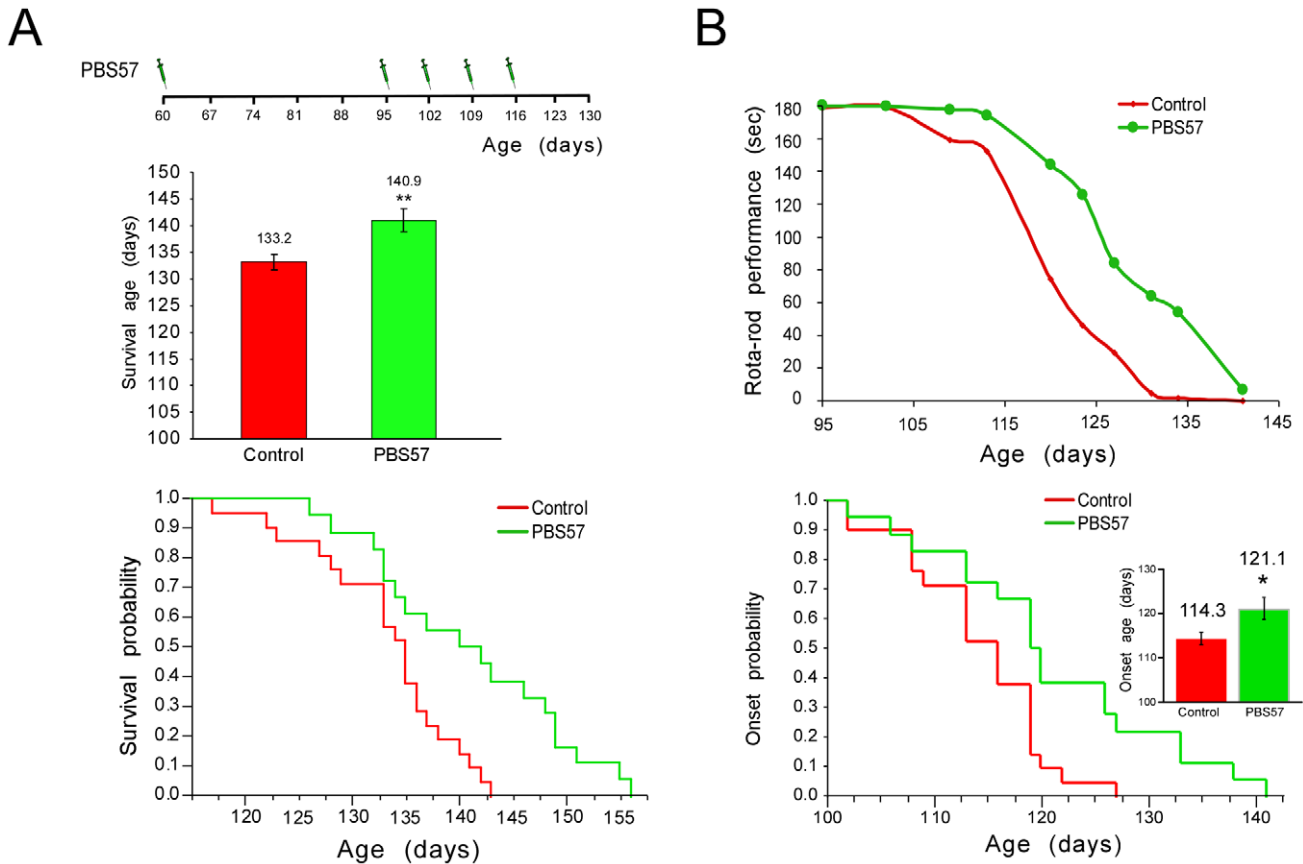 A
PBS57
60 67 74 81 88 95 102 109 116 123 130
Age (days)
Survival age (days)
150
145
140
135
130
125
120
115
110
105
100
133.2
140.9
**
Control PBS57
Survival probability
1.0
0.9
0.8
0.7
0.6
0.5
0.4
0.3
0.2
0.1
0.0
Control
PBS57
120 125 130 135 140 145 150 155
Age (days)
B
Rota-rod performance (sec)
180
160
140
120
100
80
60
40
20
0
Control
PBS57
95 105 115 125 135 145
Age (days)
Onset probability
1.0
0.9
0.8
0.7
0.6
0.5
0.4
0.3
0.2
0.1
0.0
Control
PBS57
100 110 120 130 140
Age (days)
Onset age (days)
130
120
110
100
114.3
121.1
*
Control PBS57